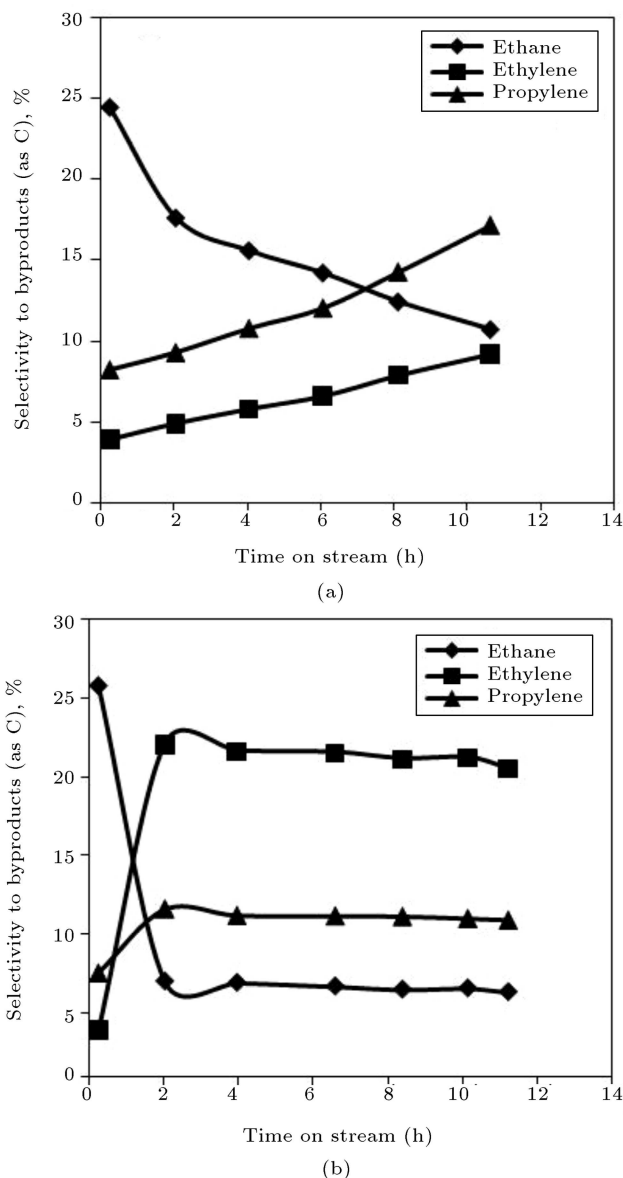 30
25
20
15
10
5
0
Selectivity to byproducts (as C), %
Ethane
Ethylene
Propylene
0 2 4 6 8 10 12 14
Time on stream (h)
(a)
30
25
20
15
10
5
0
Selectivity to byproducts (as C), %
Ethane
Ethylene
Propylene
0 2 4 6 8 10 12 14
Time on stream (h)
(b)